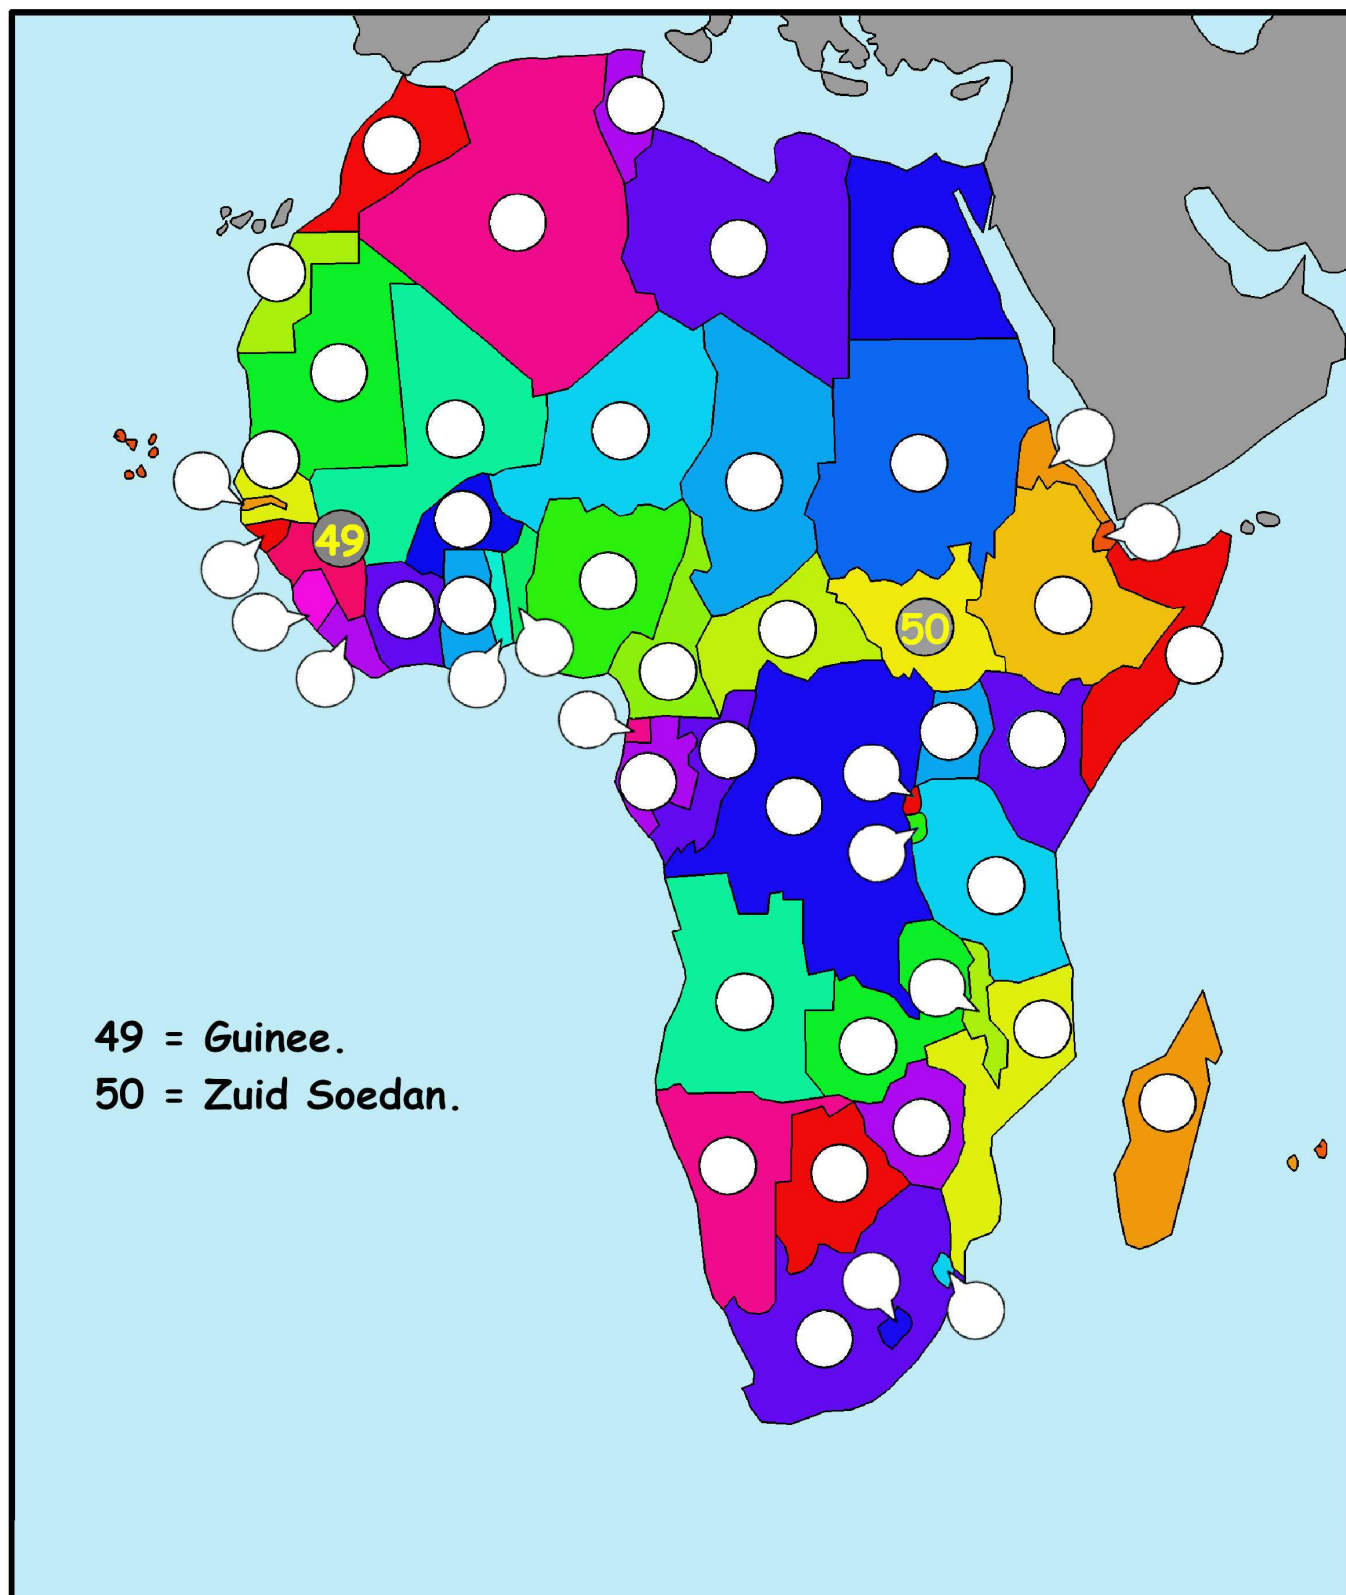 49
50
49 = Guinee.
50 = Zuid Soedan.